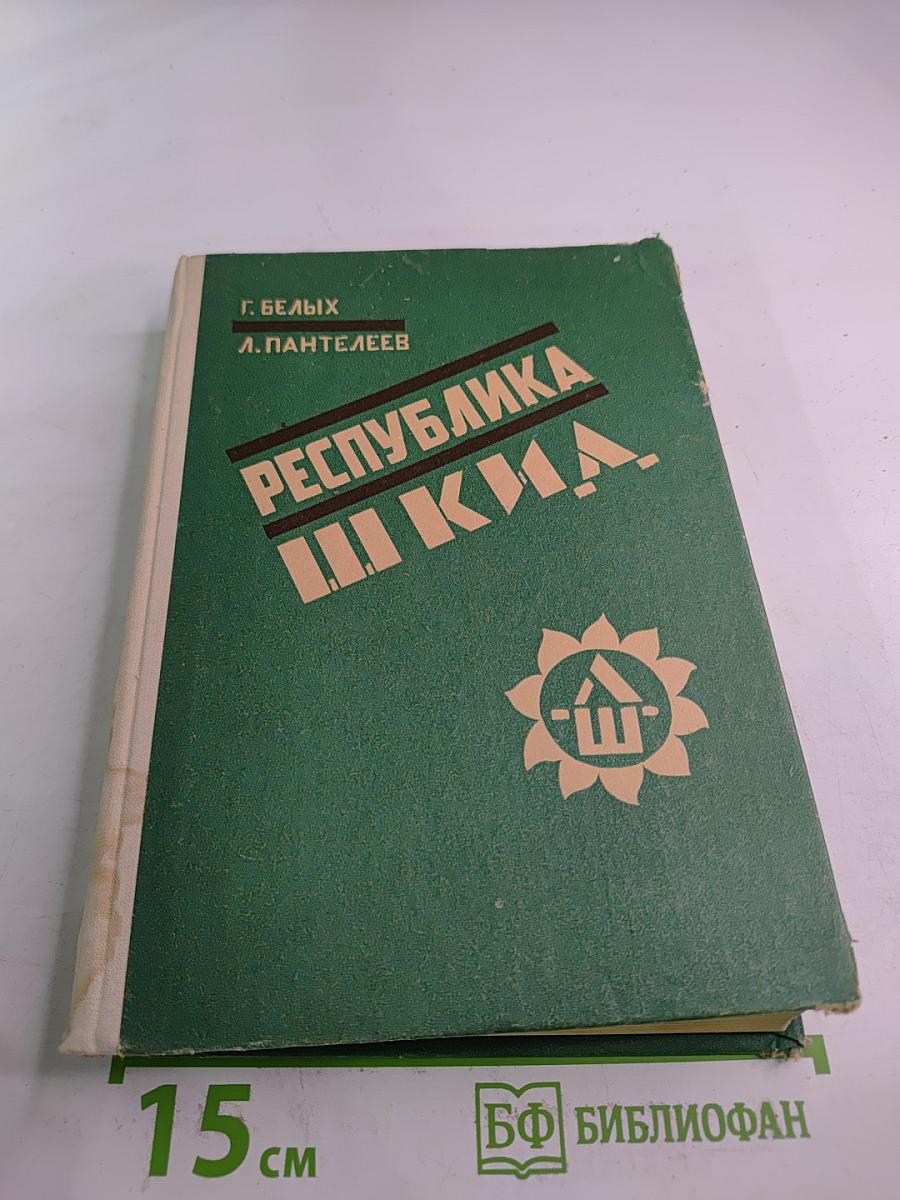 Г. БЕЛЫХ
Л. ПАНТЕЛЕЕВ
РЕСПУБЛИКА
ШКИД
Ш
15 см
БФ БИБЛИОФАН